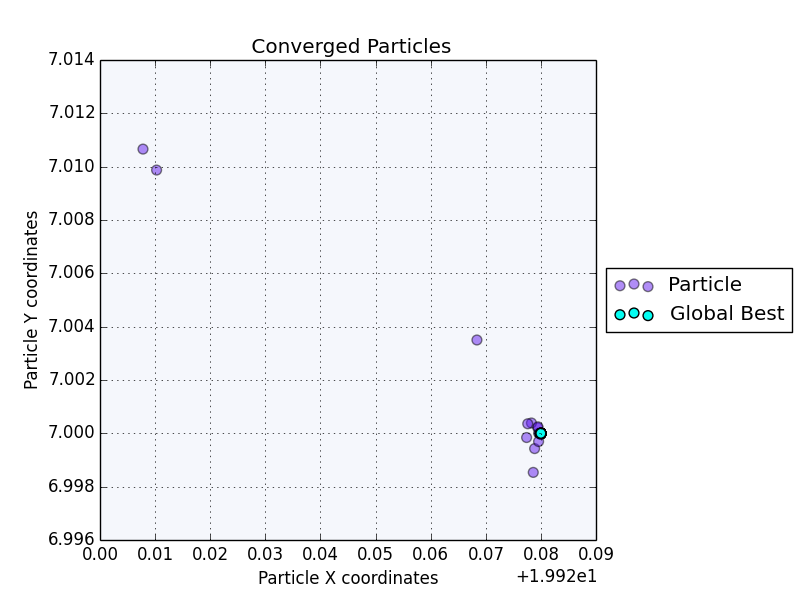 Converged Particles
7.014
7.012
7.010
7.008
7.006
7.004
7.002
7.000
6.998
6.996
Particle Y coordinates
0.00 0.01 0.02 0.03 0.04 0.05 0.06 0.07 0.08 0.09
+1.992e1
Particle X coordinates
Particle
Global Best